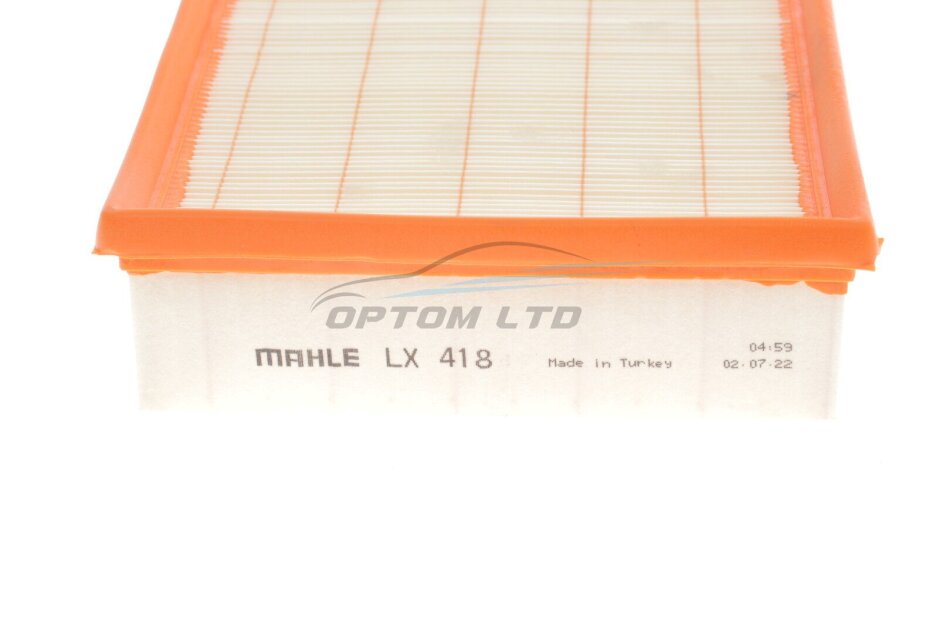 OPTOM LTD
MAHLE LX 418 Made in Turkey
04:59
02.07.22